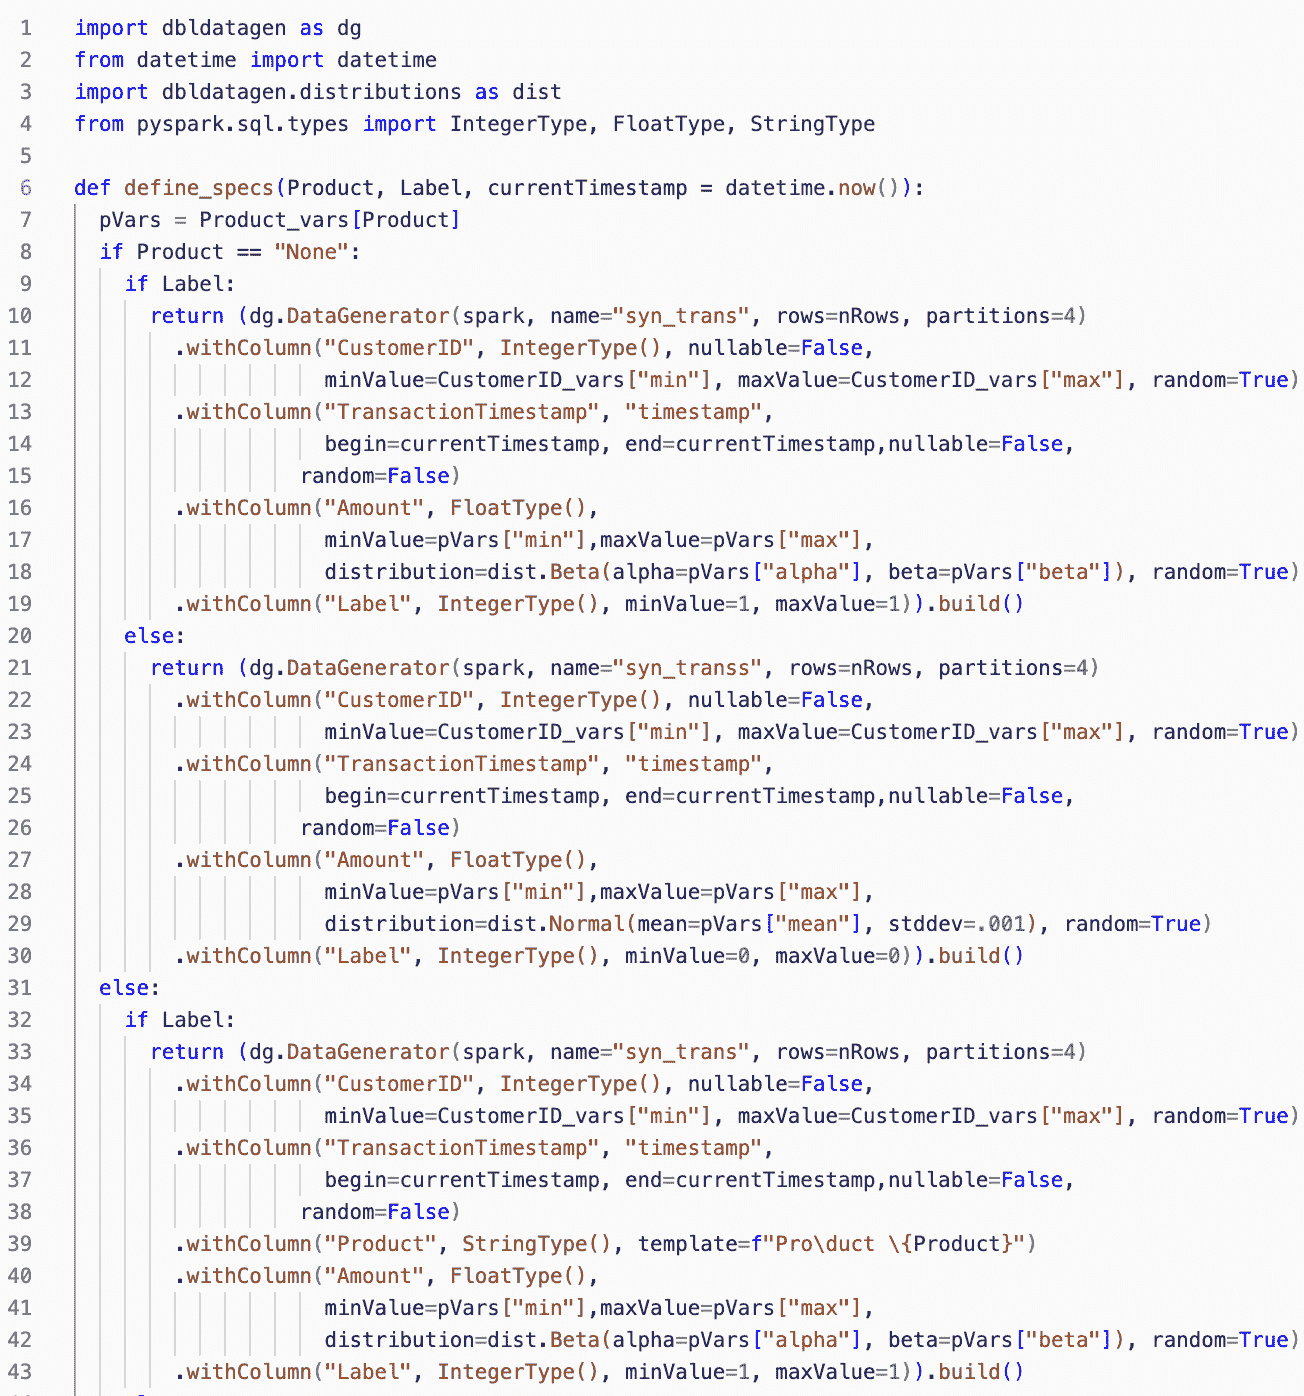 1 import dbldatagen as dg
2 from datetime import datetime
3 import dbldatagen.distributions as dist
4 from pyspark.sql.types import IntegerType, FloatType, StringType
5
6 def define_specs(Product, Label, currentTimestamp = datetime.now()):
7 pVars = Product_vars[Product]
8 if Product == "None":
9 if Label:
10 return (dg.DataGenerator(spark, name="syn_trans", rows=nRows, partitions=4)
11 .withColumn("CustomerID", IntegerType(), nullable=False,
12 minValue=CustomerID_vars["min"], maxValue=CustomerID_vars["max"], random=True)
13 .withColumn("TransactionTimestamp", "timestamp",
14 begin=currentTimestamp, end=currentTimestamp,nullable=False,
15 random=False)
16 .withColumn("Amount", FloatType(),
17 minValue=pVars["min"],maxValue=pVars["max"],
18 distribution=dist.Beta(alpha=pVars["alpha"], beta=pVars["beta"]), random=True)
19 .withColumn("Label", IntegerType(), minValue=1, maxValue=1)).build()
20 else:
21 return (dg.DataGenerator(spark, name="syn_transs", rows=nRows, partitions=4)
22 .withColumn("CustomerID", IntegerType(), nullable=False,
23 minValue=CustomerID_vars["min"], maxValue=CustomerID_vars["max"], random=True)
24 .withColumn("TransactionTimestamp", "timestamp",
25 begin=currentTimestamp, end=currentTimestamp,nullable=False,
26 random=False)
27 .withColumn("Amount", FloatType(),
28 minValue=pVars["min"],maxValue=pVars["max"],
29 distribution=dist.Normal(mean=pVars["mean"], stddev=.001), random=True)
30 .withColumn("Label", IntegerType(), minValue=0, maxValue=0)).build()
31 else:
32 if Label:
33 return (dg.DataGenerator(spark, name="syn_trans", rows=nRows, partitions=4)
34 .withColumn("CustomerID", IntegerType(), nullable=False,
35 minValue=CustomerID_vars["min"], maxValue=CustomerID_vars["max"], random=True)
36 .withColumn("TransactionTimestamp", "timestamp",
37 begin=currentTimestamp, end=currentTimestamp,nullable=False,
38 random=False)
39 .withColumn("Product", StringType(), template=f"Pro\duct \{Product}")
40 .withColumn("Amount", FloatType(),
41 minValue=pVars["min"],maxValue=pVars["max"],
42 distribution=dist.Beta(alpha=pVars["alpha"], beta=pVars["beta"]), random=True)
43 .withColumn("Label", IntegerType(), minValue=1, maxValue=1)).build()